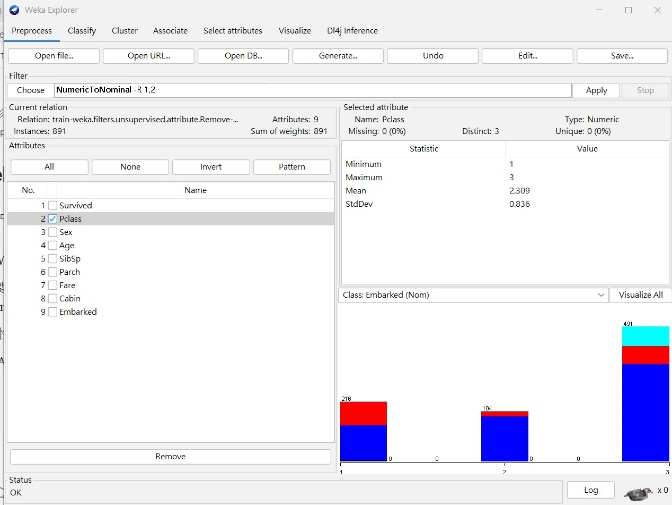 Weka Explorer
Preprocess Classify Cluster Associate Select attributes Visualize Dl4j Inference
Open file... Open URL... Open DB... Generate... Undo Edit... Save...
Filter
Choose NumericToNominal -R 1,2 Apply Stop
Current relation
Relation: train-weka.filters.unsupervised.attribute.Remove-... Attributes: 9
Instances: 891 Sum of weights: 891
Attributes
All None Invert Pattern
No. Name
1 Survived
2 Pclass
3 Sex
4 Age
5 SibSp
6 Parch
7 Fare
8 Cabin
9 Embarked
Remove
Selected attribute
Name: Pclass Type: Numeric
Missing: 0 (0%) Distinct: 3 Unique: 0 (0%)
Statistic Value
Minimum 1
Maximum 3
Mean 2.309
StdDev 0.836
Class: Embarked (Nom) Visualize All
491
216
184
0 0 0 0
1 2 3
Status
OK
Log x 0